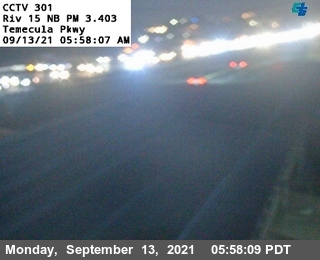 CCTV 301
Riv 15 NB PM 3.403
Temecula Pkwy
09/13/21 05:58:07 AM
Monday, September 13, 2021 05:58:09 PDT